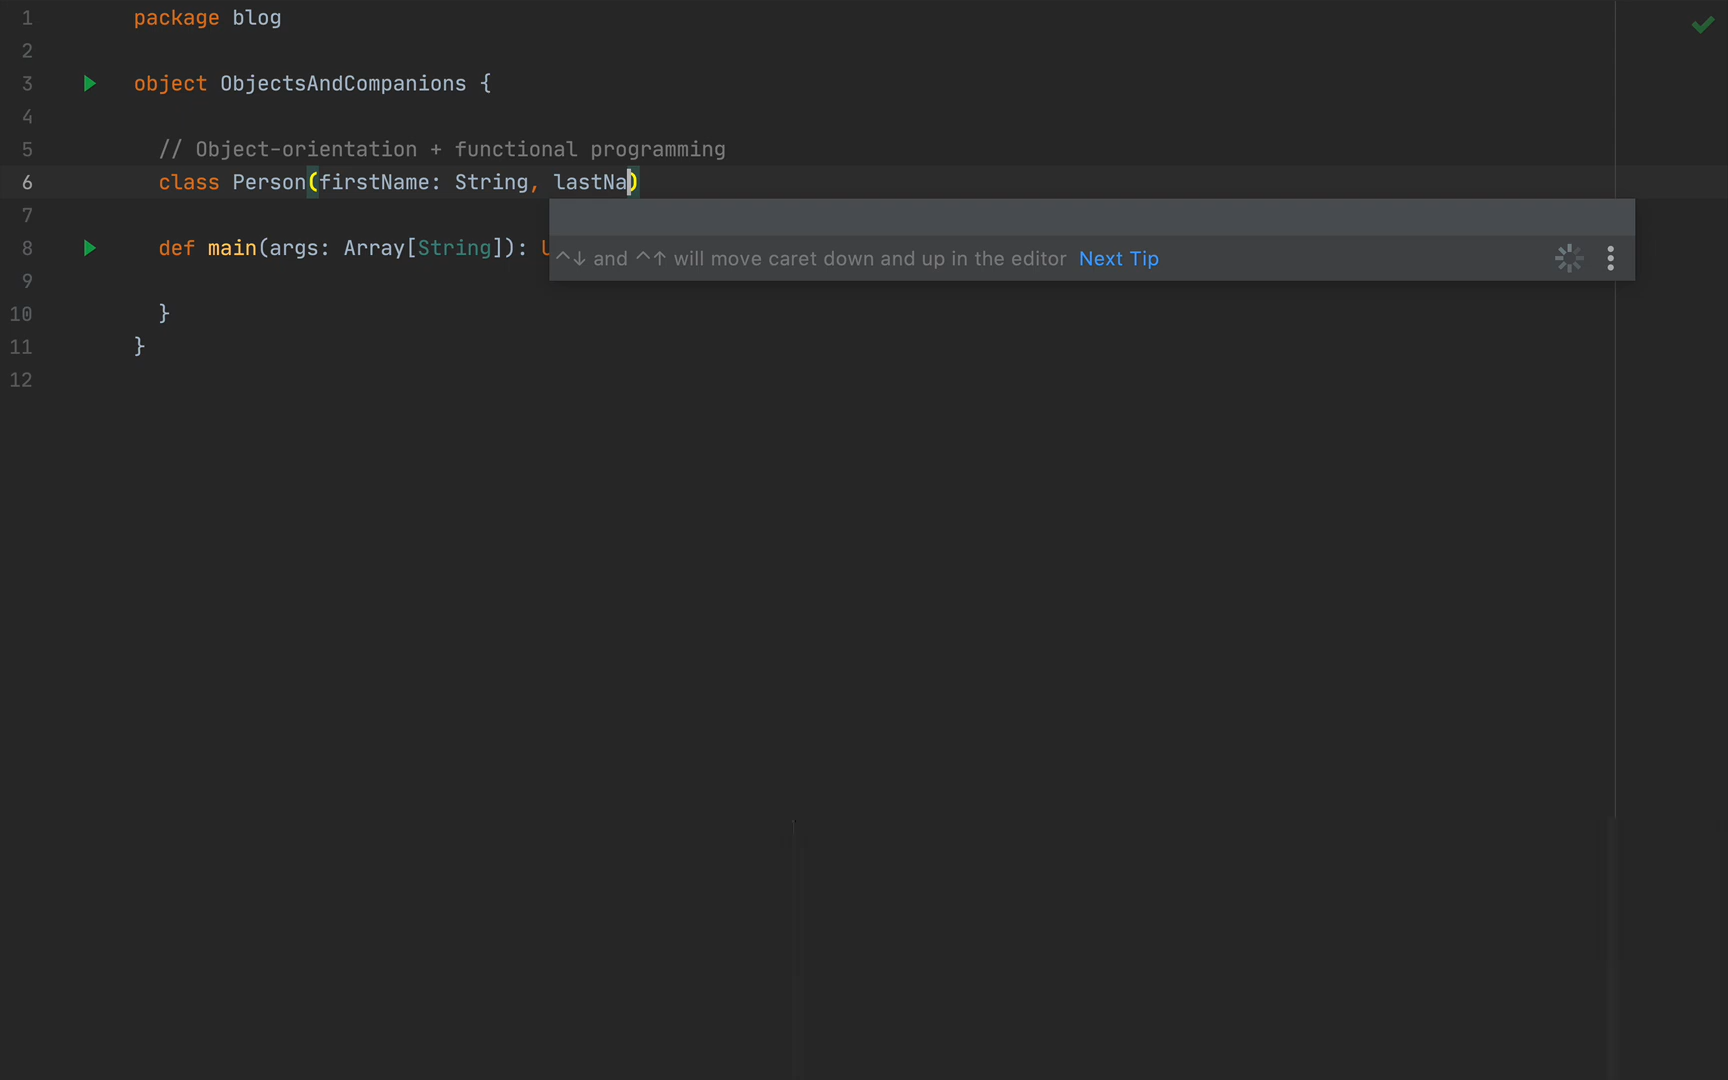 1 package blog
2
3 object ObjectsAndCompanions {
4
5 // Object-orientation + functional programming
6 class Person(firstName: String, lastNa)
7
8 def main(args: Array[String]):
^↓ and ^↑ will move caret down and up in the editor Next Tip
9
10 }
11 }
12